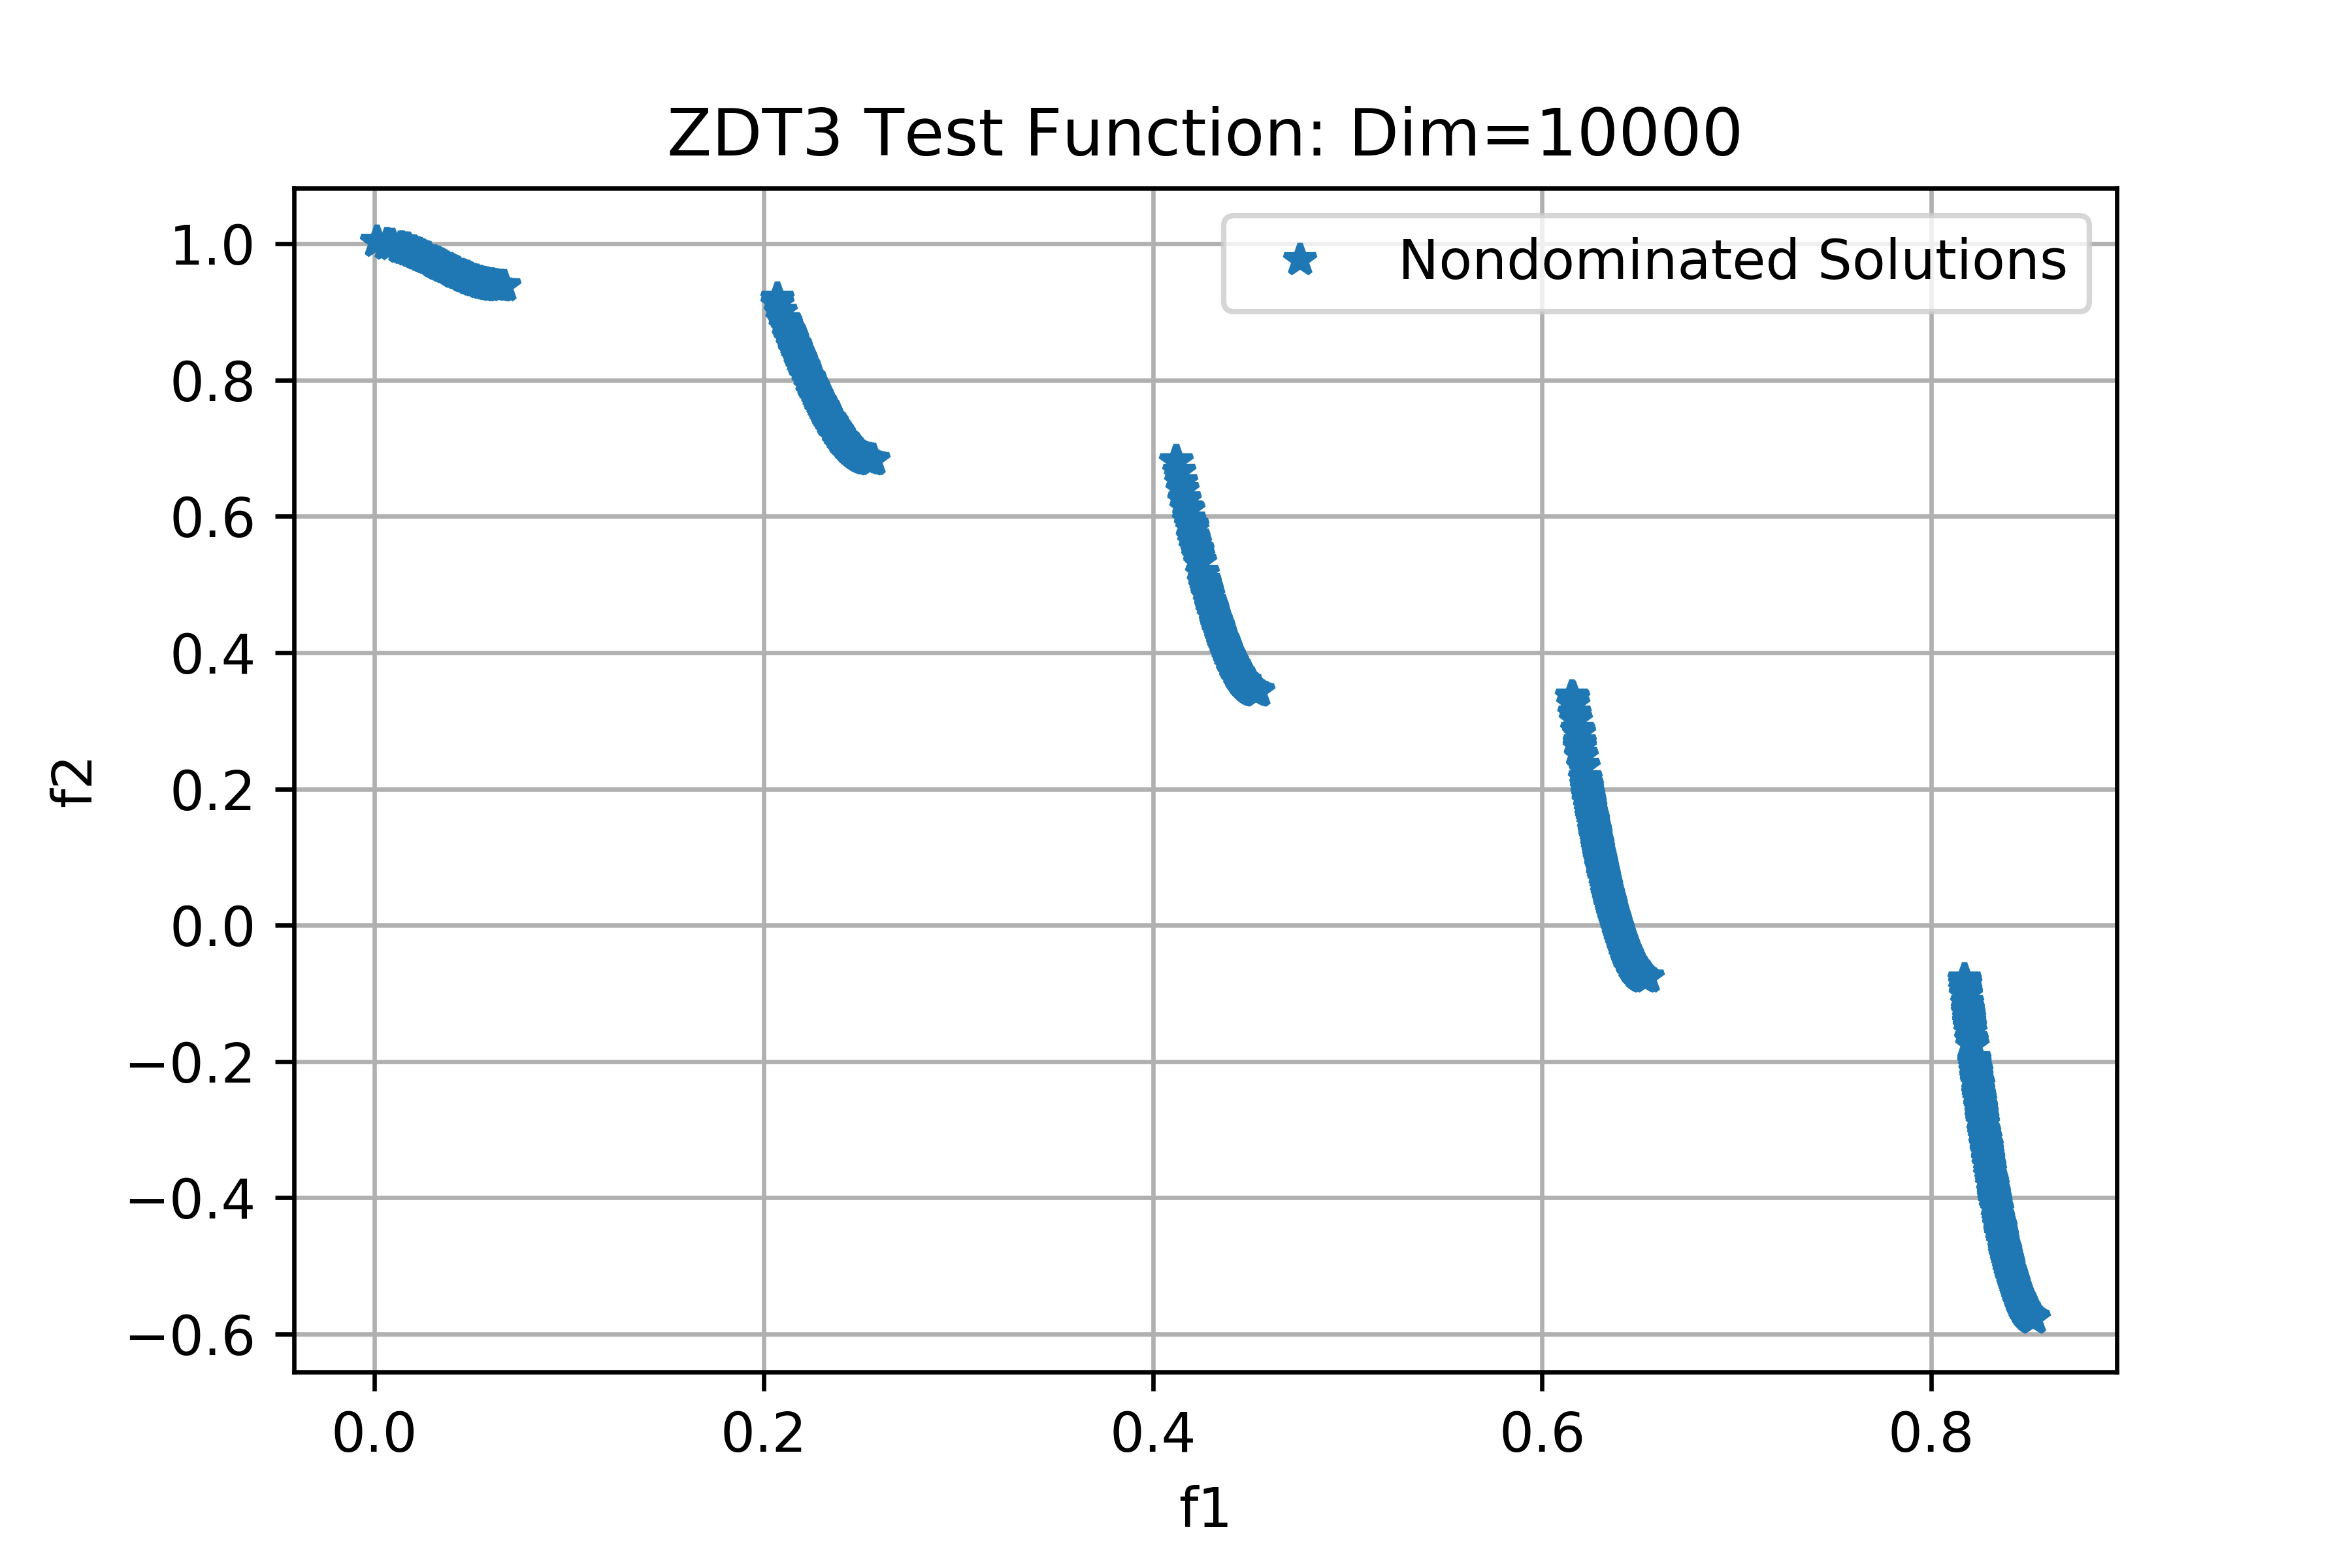 ZDT3 Test Function: Dim=10000
Nondominated Solutions
1.0
0.8
0.6
0.4
0.2
0.0
−0.2
−0.4
−0.6
f2
0.0 0.2 0.4 0.6 0.8
f1